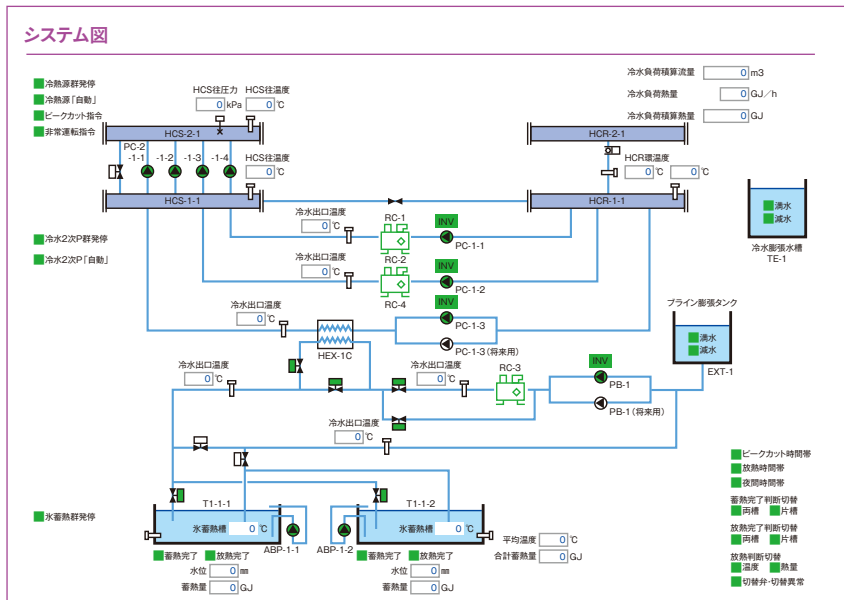 システム図
冷熱源群発停
冷熱源「自動」
ピークカット指令
非常運転指令
HCS往圧力 HCS往温度
0 kPa 0 ℃
冷水負荷積算流量 0 m3
冷水負荷熱量 0 GJ/h
冷水負荷積算熱量 0 GJ
HCS-2-1
HCR-2-1
PC-2
-1-1 -1-2 -1-3 -1-4
HCS往温度
0 ℃
HCR環温度
0 ℃ 0 ℃
HCS-1-1
HCR-1-1
満水
減水
冷水膨張水槽
TE-1
冷水2次P群発停
冷水2次P「自動」
冷水出口温度
0 ℃
RC-1
INV
PC-1-1
RC-2
冷水出口温度
0 ℃
INV
PC-1-2
RC-4
冷水出口温度
0 ℃
HEX-1C
INV
PC-1-3
PC-1-3(将来用)
ブライン膨張タンク
満水
減水
EXT-1
冷水出口温度
0 ℃
冷水出口温度
0 ℃
RC-3
INV
PB-1
PB-1(将来用)
冷水出口温度
0 ℃
ピークカット時間帯
放熱時間帯
夜間時間帯
蓄熱完了判断切替
両槽 片槽
放熱完了判断切替
両槽 片槽
放熱判断切替
温度 熱量
切替弁・切替異常
氷蓄熱群発停
T1-1-1
氷蓄熱槽 0 ℃
ABP-1-1
蓄熱完了 放熱完了
水位 0 ㎜
蓄熱量 0 GJ
T1-1-2
氷蓄熱槽 0 ℃
ABP-1-2
蓄熱完了 放熱完了
水位 0 ㎜
蓄熱量 0 GJ
平均温度 0 ℃
合計蓄熱量 0 GJ